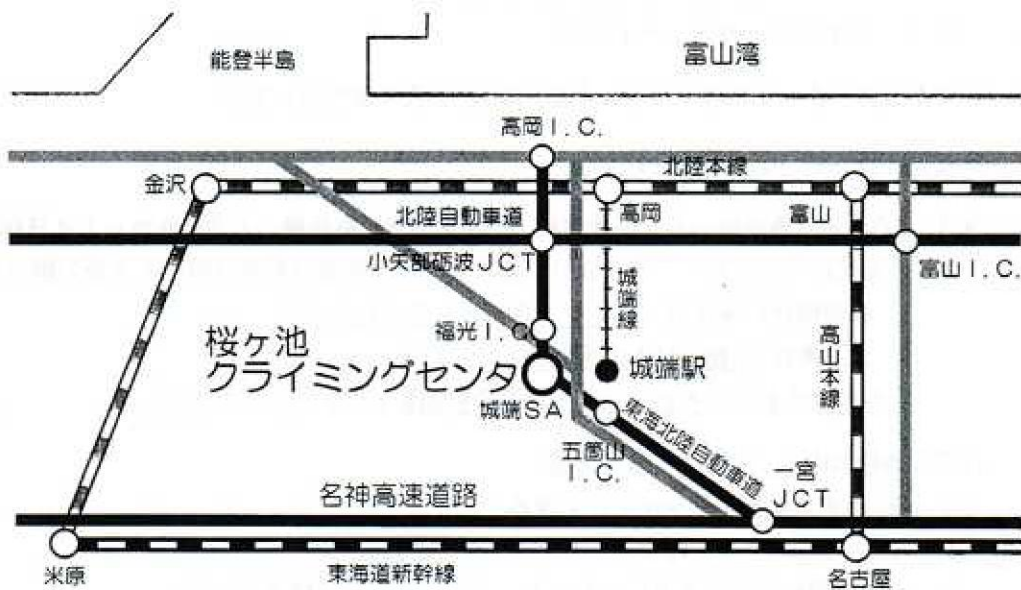 能登半島
富山湾
高岡I.C.
北陸本線
金沢
高岡
富山
北陸自動車道
小矢部砺波JCT
富山I.C.
城端線
福光I.C
高山本線
桜ヶ池
クライミングセンタ
城端駅
城端SA
東海北陸自動車道
五箇山
I.C.
一宮
JCT
名神高速道路
米原
東海道新幹線
名古屋